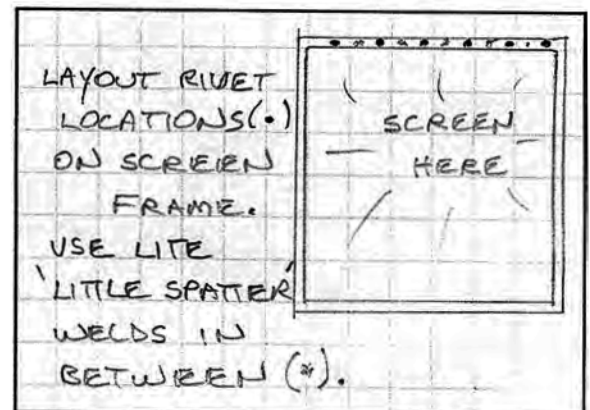 LAYOUT RIVET
LOCATIONS(•)
ON SCREEN
FRAME.
USE LITE
'LITTLE SPATTER'
WELDS IN
BETWEEN (*).
SCREEN
HERE